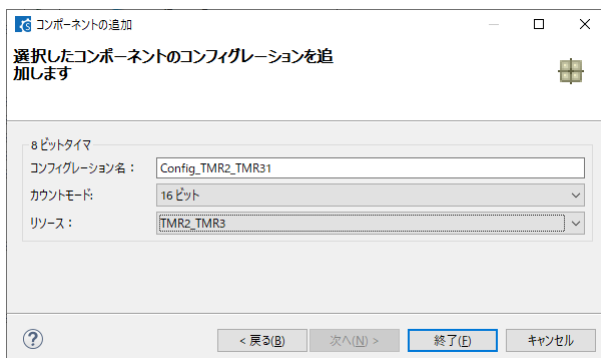 コンポーネントの追加
選択したコンポーネントのコンフィグレーションを追
加します
8 ビットタイマ
コンフィグレーション名： Config_TMR2_TMR31
カウントモード: 16 ビット
リソース： TMR2_TMR3
< 戻る(B) 次へ(N) > 終了(F) キャンセル